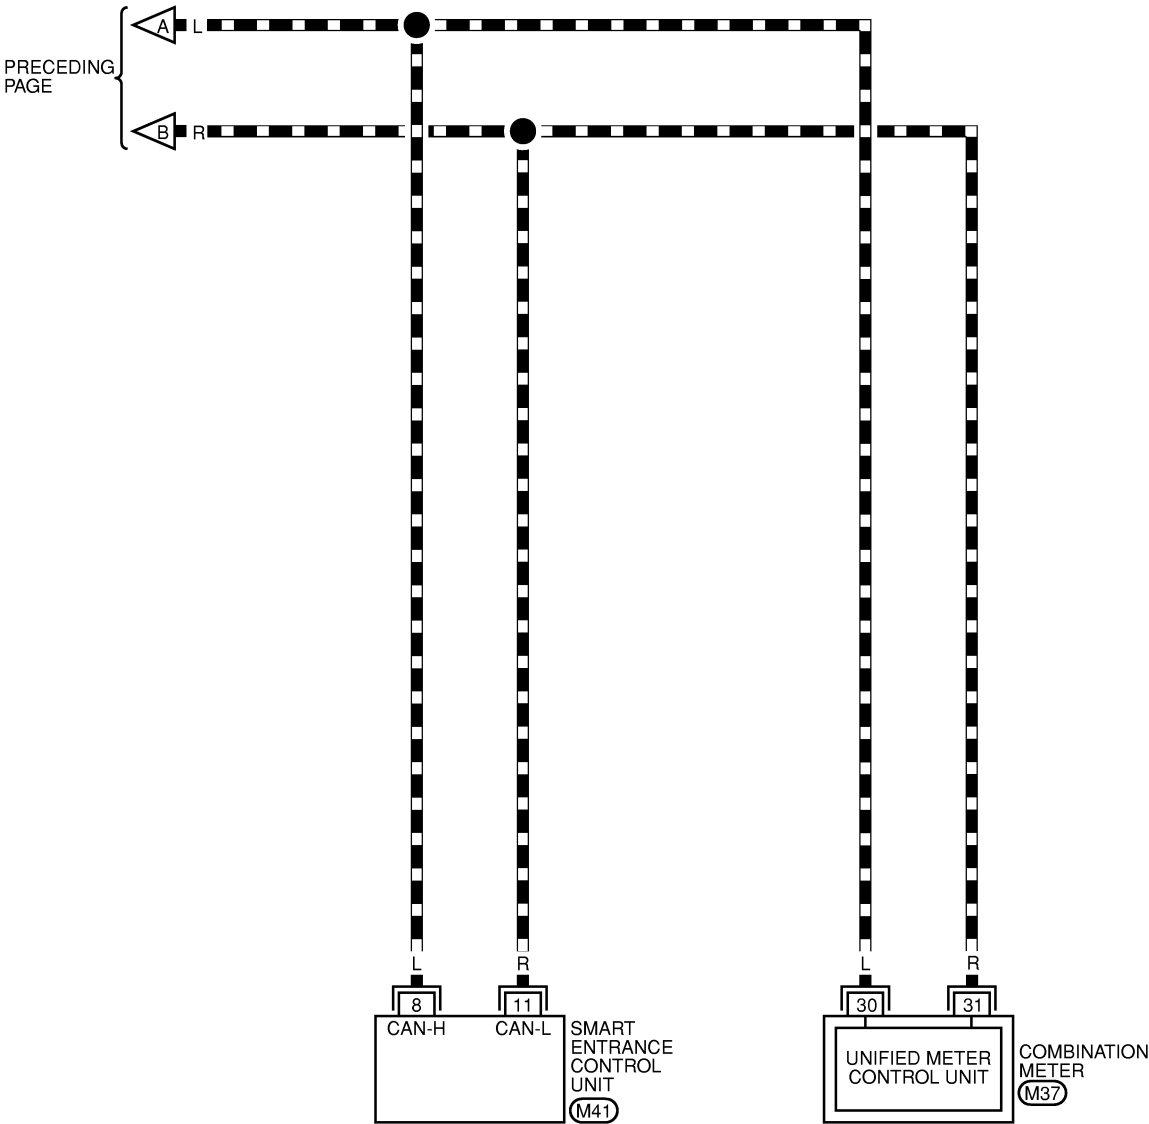 A L
PRECEDING
PAGE
B R
L R L R
8 11 30 31
CAN-H CAN-L
SMART
ENTRANCE
CONTROL
UNIT
M41
UNIFIED METER
CONTROL UNIT
COMBINATION
METER
M37